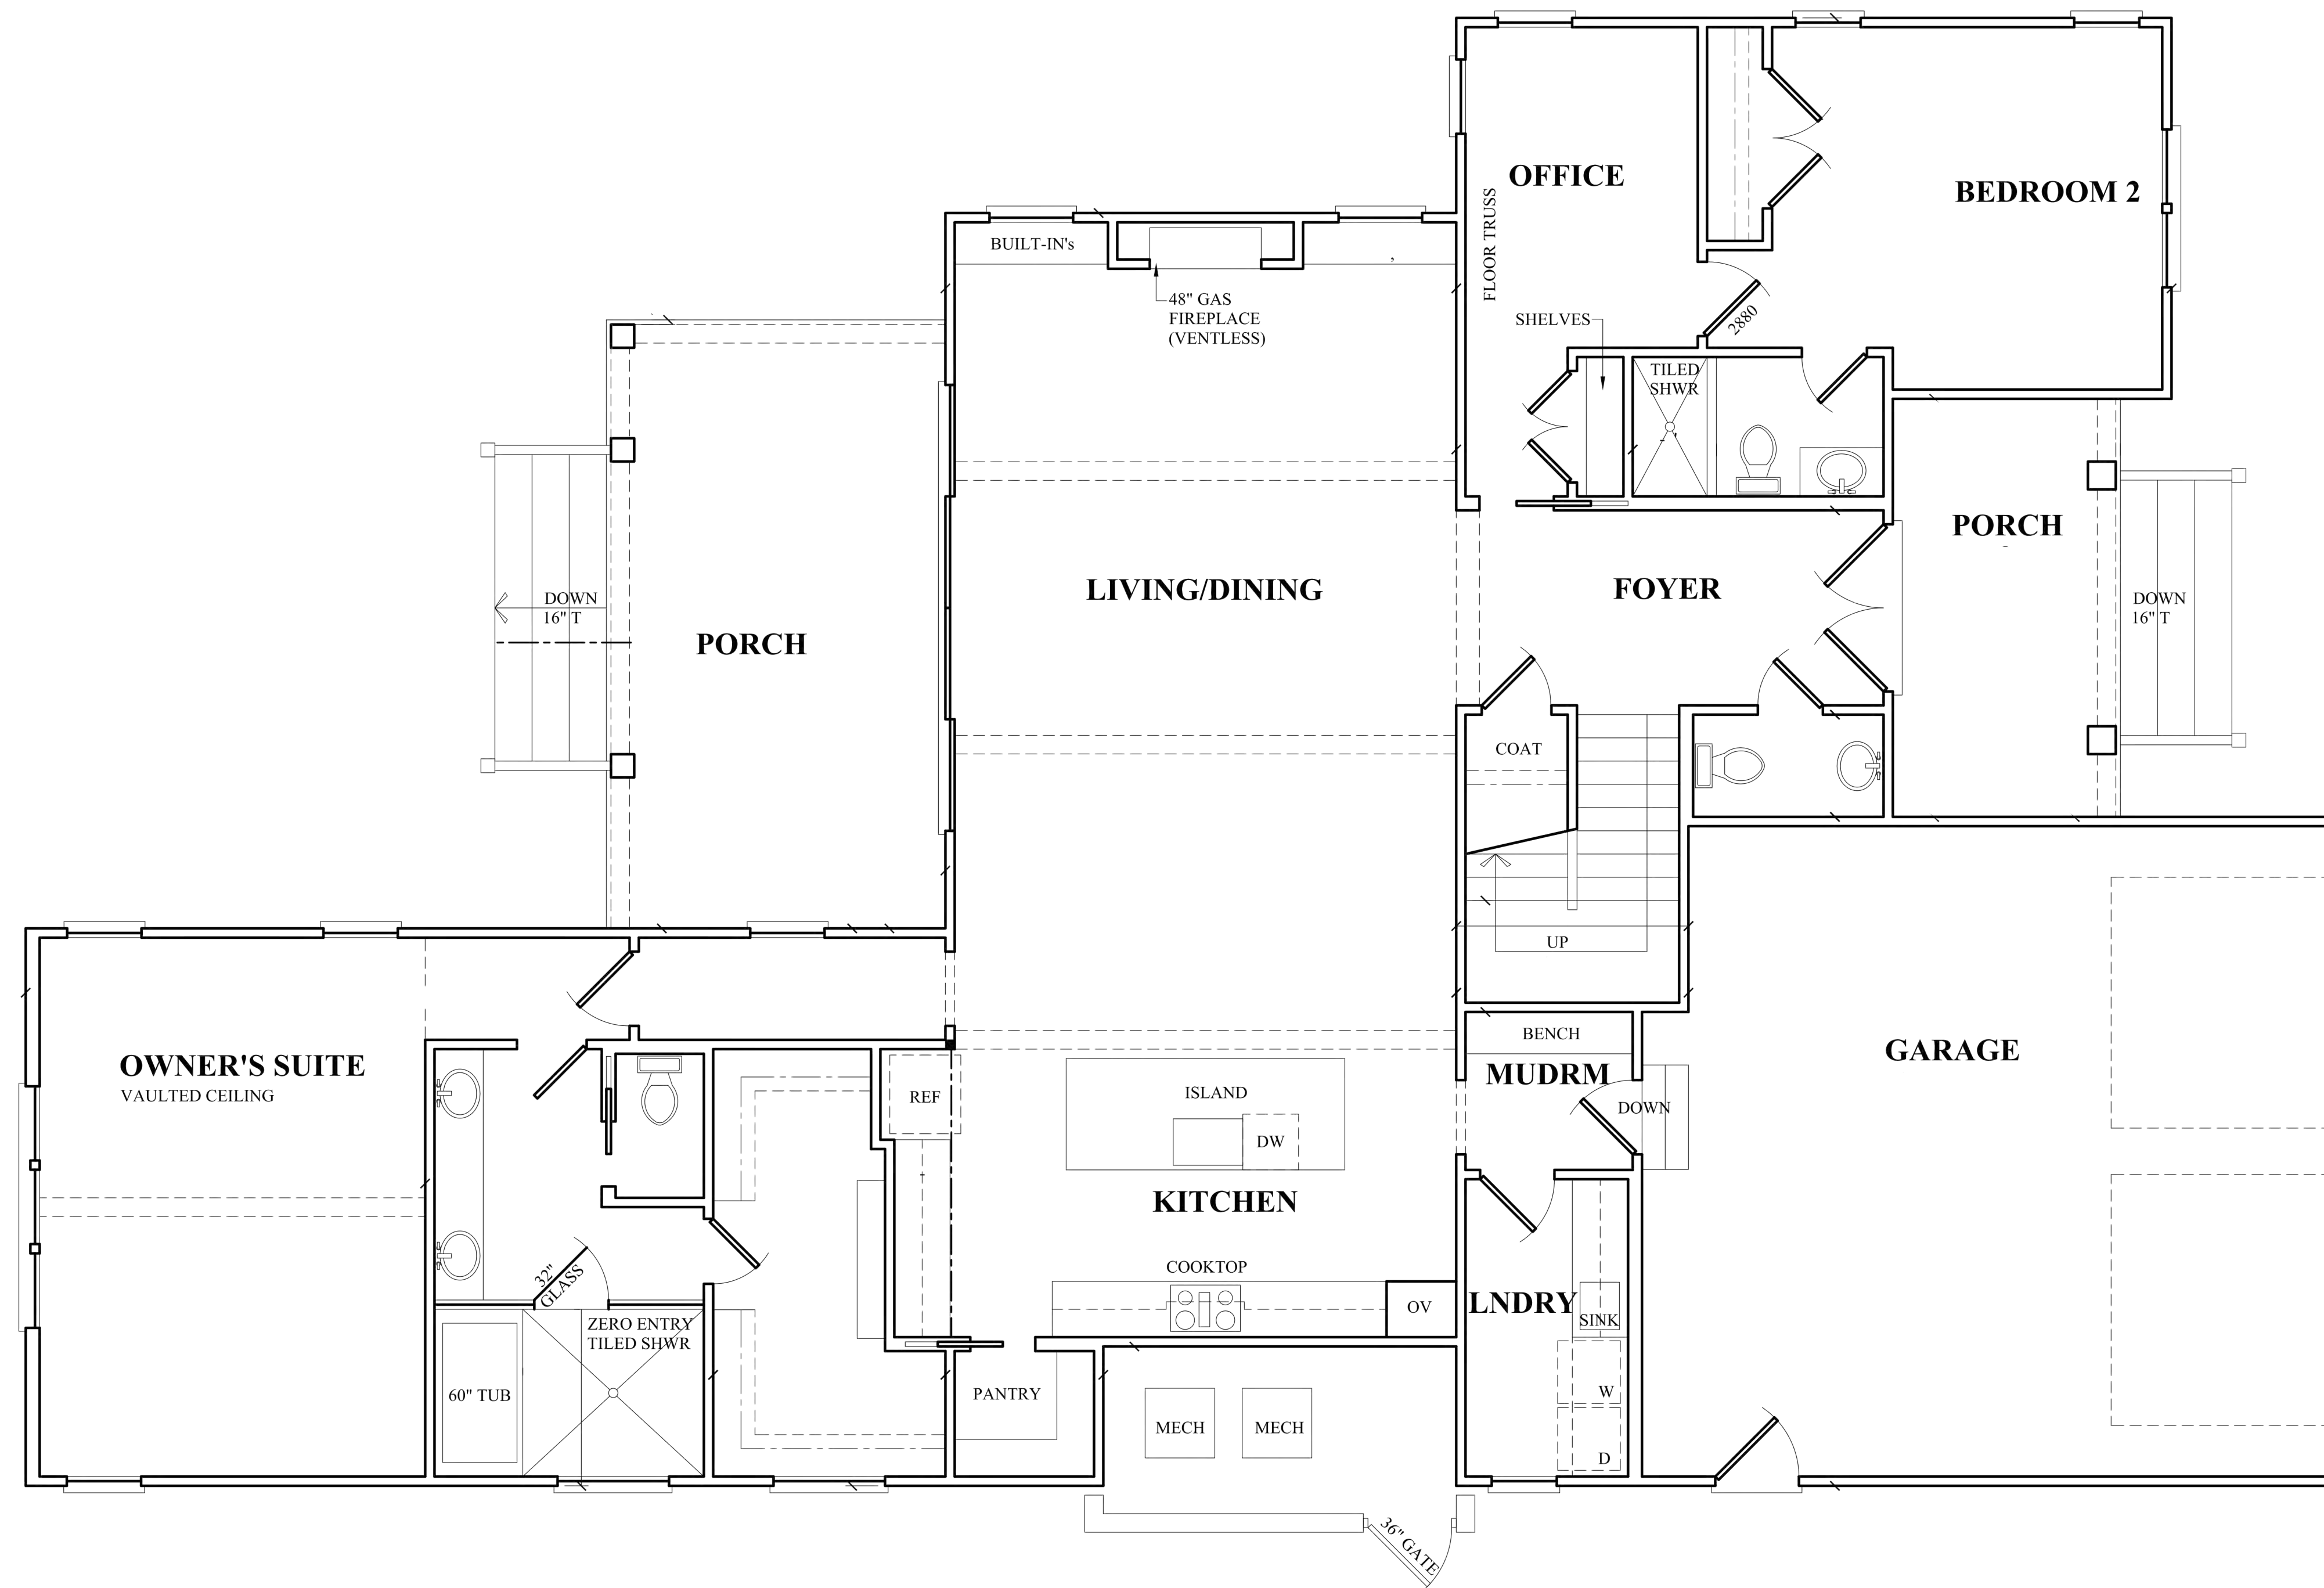 OFFICE
BEDROOM 2
FLOOR TRUSS
BUILT-IN's
48" GAS
FIREPLACE
(VENTLESS)
SHELVES
2880
TILED
SHWR
PORCH
LIVING/DINING
FOYER
DOWN
16" T
DOWN
16" T
PORCH
COAT
UP
OWNER'S SUITE
VAULTED CEILING
BENCH
MUDRM
GARAGE
REF
ISLAND
DOWN
DW
KITCHEN
COOKTOP
32"
GLASS
OV
LNDRY
SINK
ZERO ENTRY
TILED SHWR
60" TUB
PANTRY
W
MECH
MECH
D
36" GATE